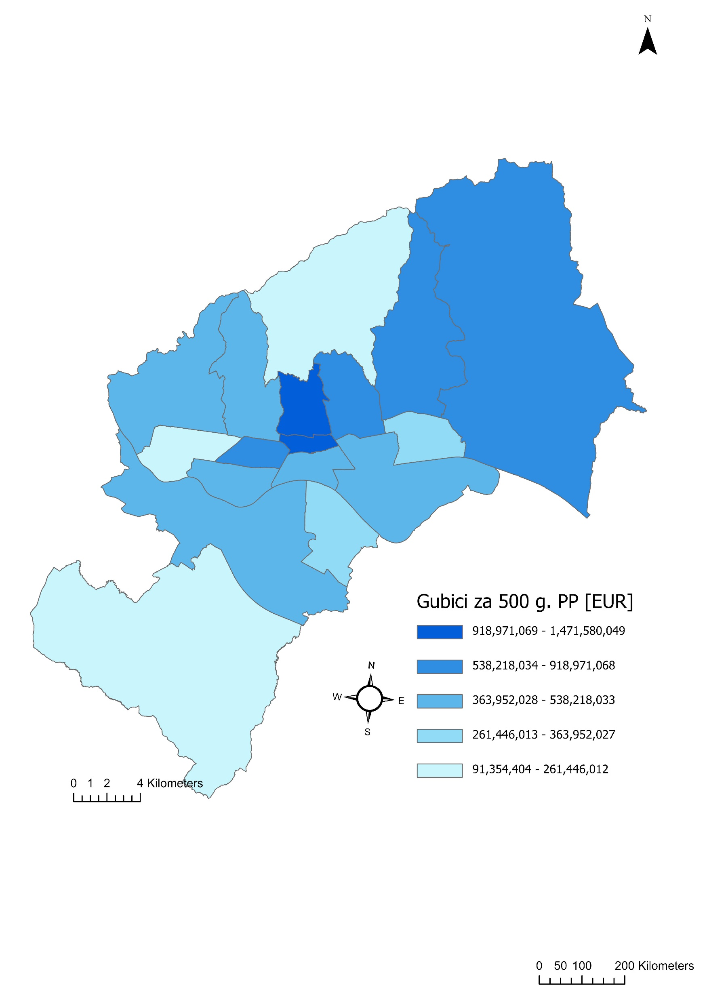 N
Gubici za 500 g. PP [EUR]
918,971,069 - 1,471,580,049
538,218,034 - 918,971,068
363,952,028 - 538,218,033
261,446,013 - 363,952,027
91,354,404 - 261,446,012
N
W
E
S
0 1 2 4 Kilometers
0 50 100 200 Kilometers